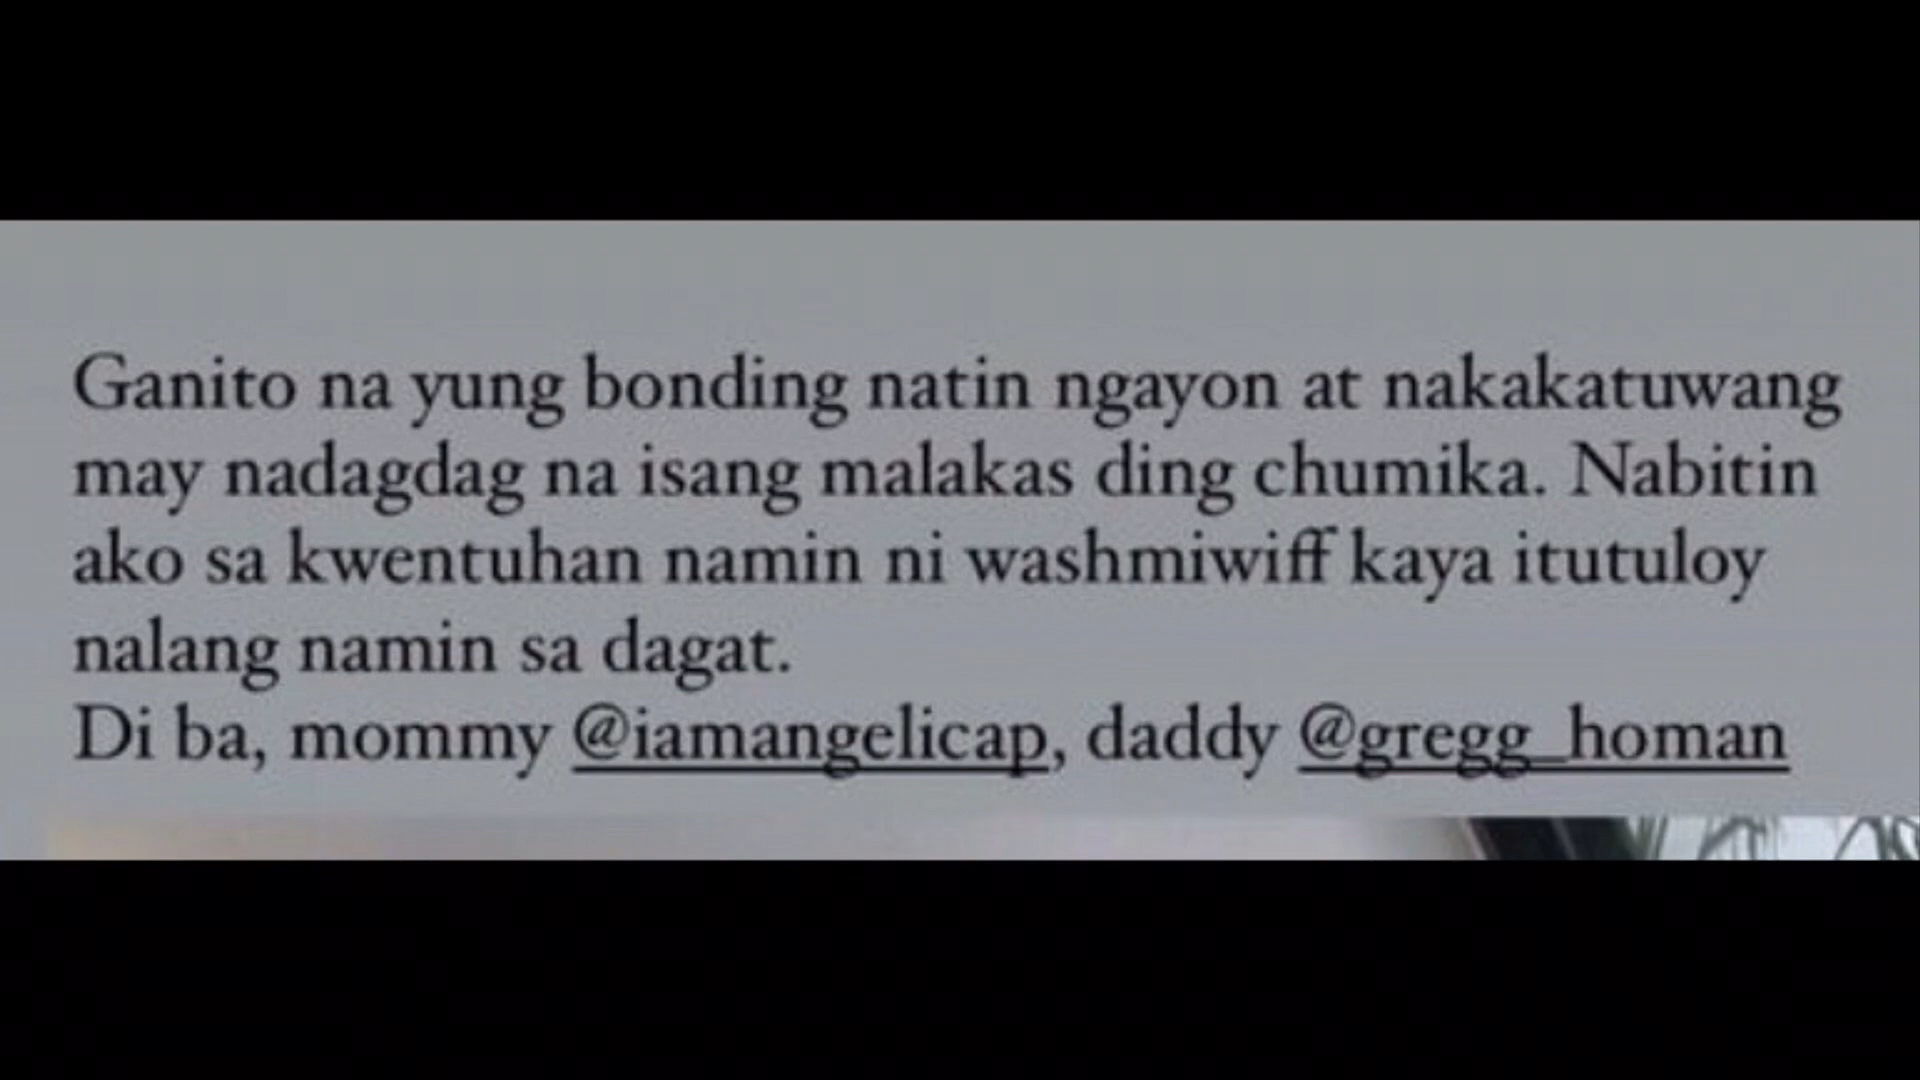 Ganito na yung bonding natin ngayon at nakakatuwang
may nadagdag na isang malakas ding chumika. Nabitin
ako sa kwentuhan namin ni washmiwiff kaya itutuloy
nalang namin sa dagat.
Di ba, mommy @iamangelicap, daddy @gregg_homan